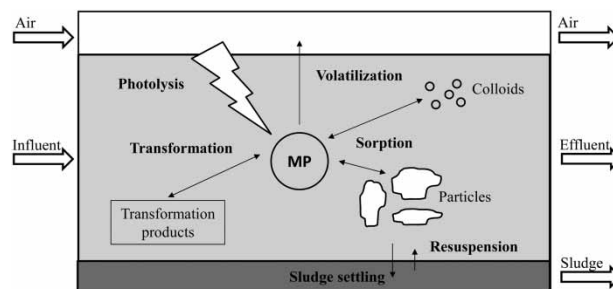 Air
Air
Photolysis
Volatilization
Colloids
Influent
Transformation
Sorption
Effluent
MP
Particles
Transformation
products
Resuspension
Sludge
Sludge settling